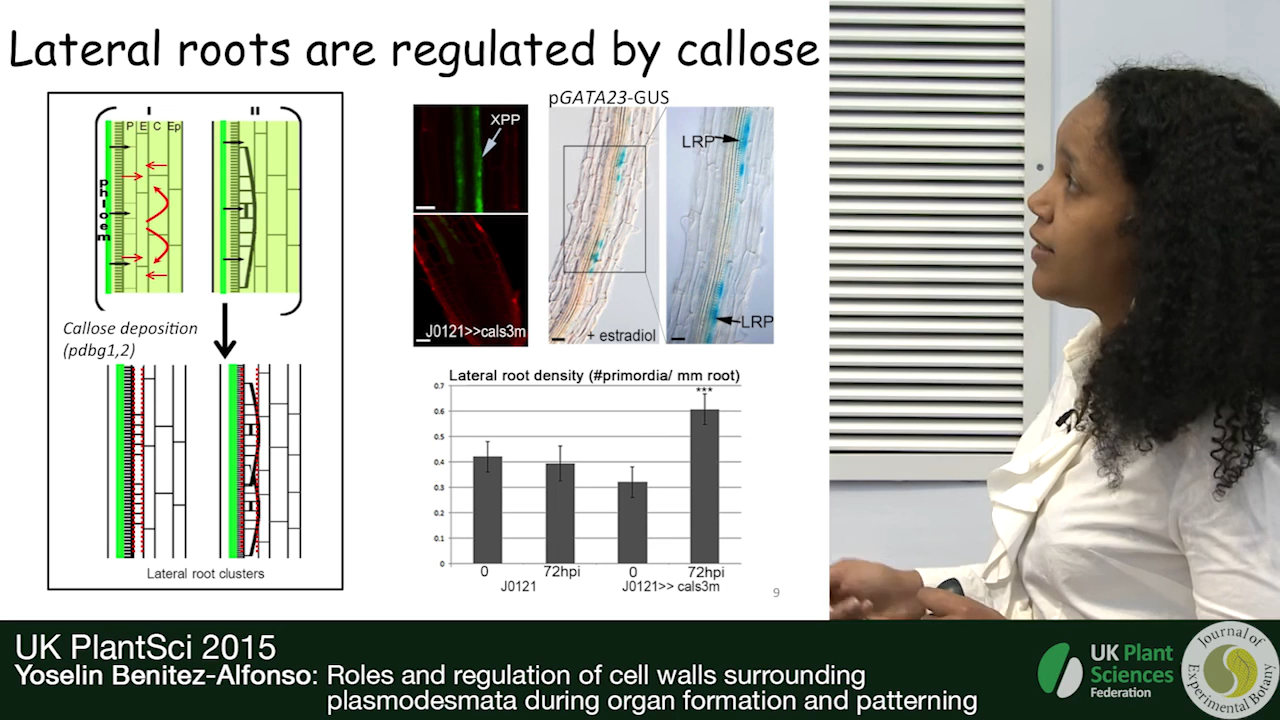 Lateral roots are regulated by callose
I
II
P E C Ep
phloem
Callose deposition
(pdbg1,2)
Lateral root clusters
XPP
J0121>>cals3m
pGATA23-GUS
+ estradiol
LRP
LRP
Lateral root density (#primordia/ mm root)
***
0.7
0.6
0.5
0.4
0.3
0.2
0.1
0
0
72hpi
0
72hpi
J0121
J0121>> cals3m
9
UK PlantSci 2015
Yoselin Benitez-Alfonso: Roles and regulation of cell walls surrounding
plasmodesmata during organ formation and patterning
UK Plant
Sciences
Federation
Journal of
Experimental Botany